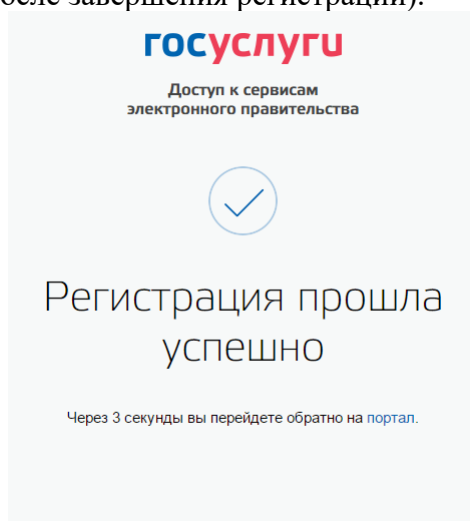 после завершения регистрации).
госуслуги
Доступ к сервисам
электронного правительства
Регистрация прошла
успешно
Через 3 секунды вы перейдете обратно на портал.